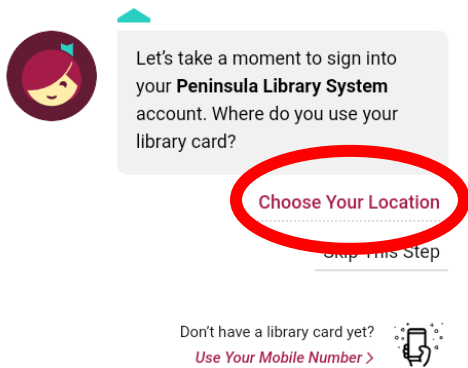 Let’s take a moment to sign into
your Peninsula Library System
account. Where do you use your
library card?
Choose Your Location
Skip This Step
Don’t have a library card yet?
Use Your Mobile Number >